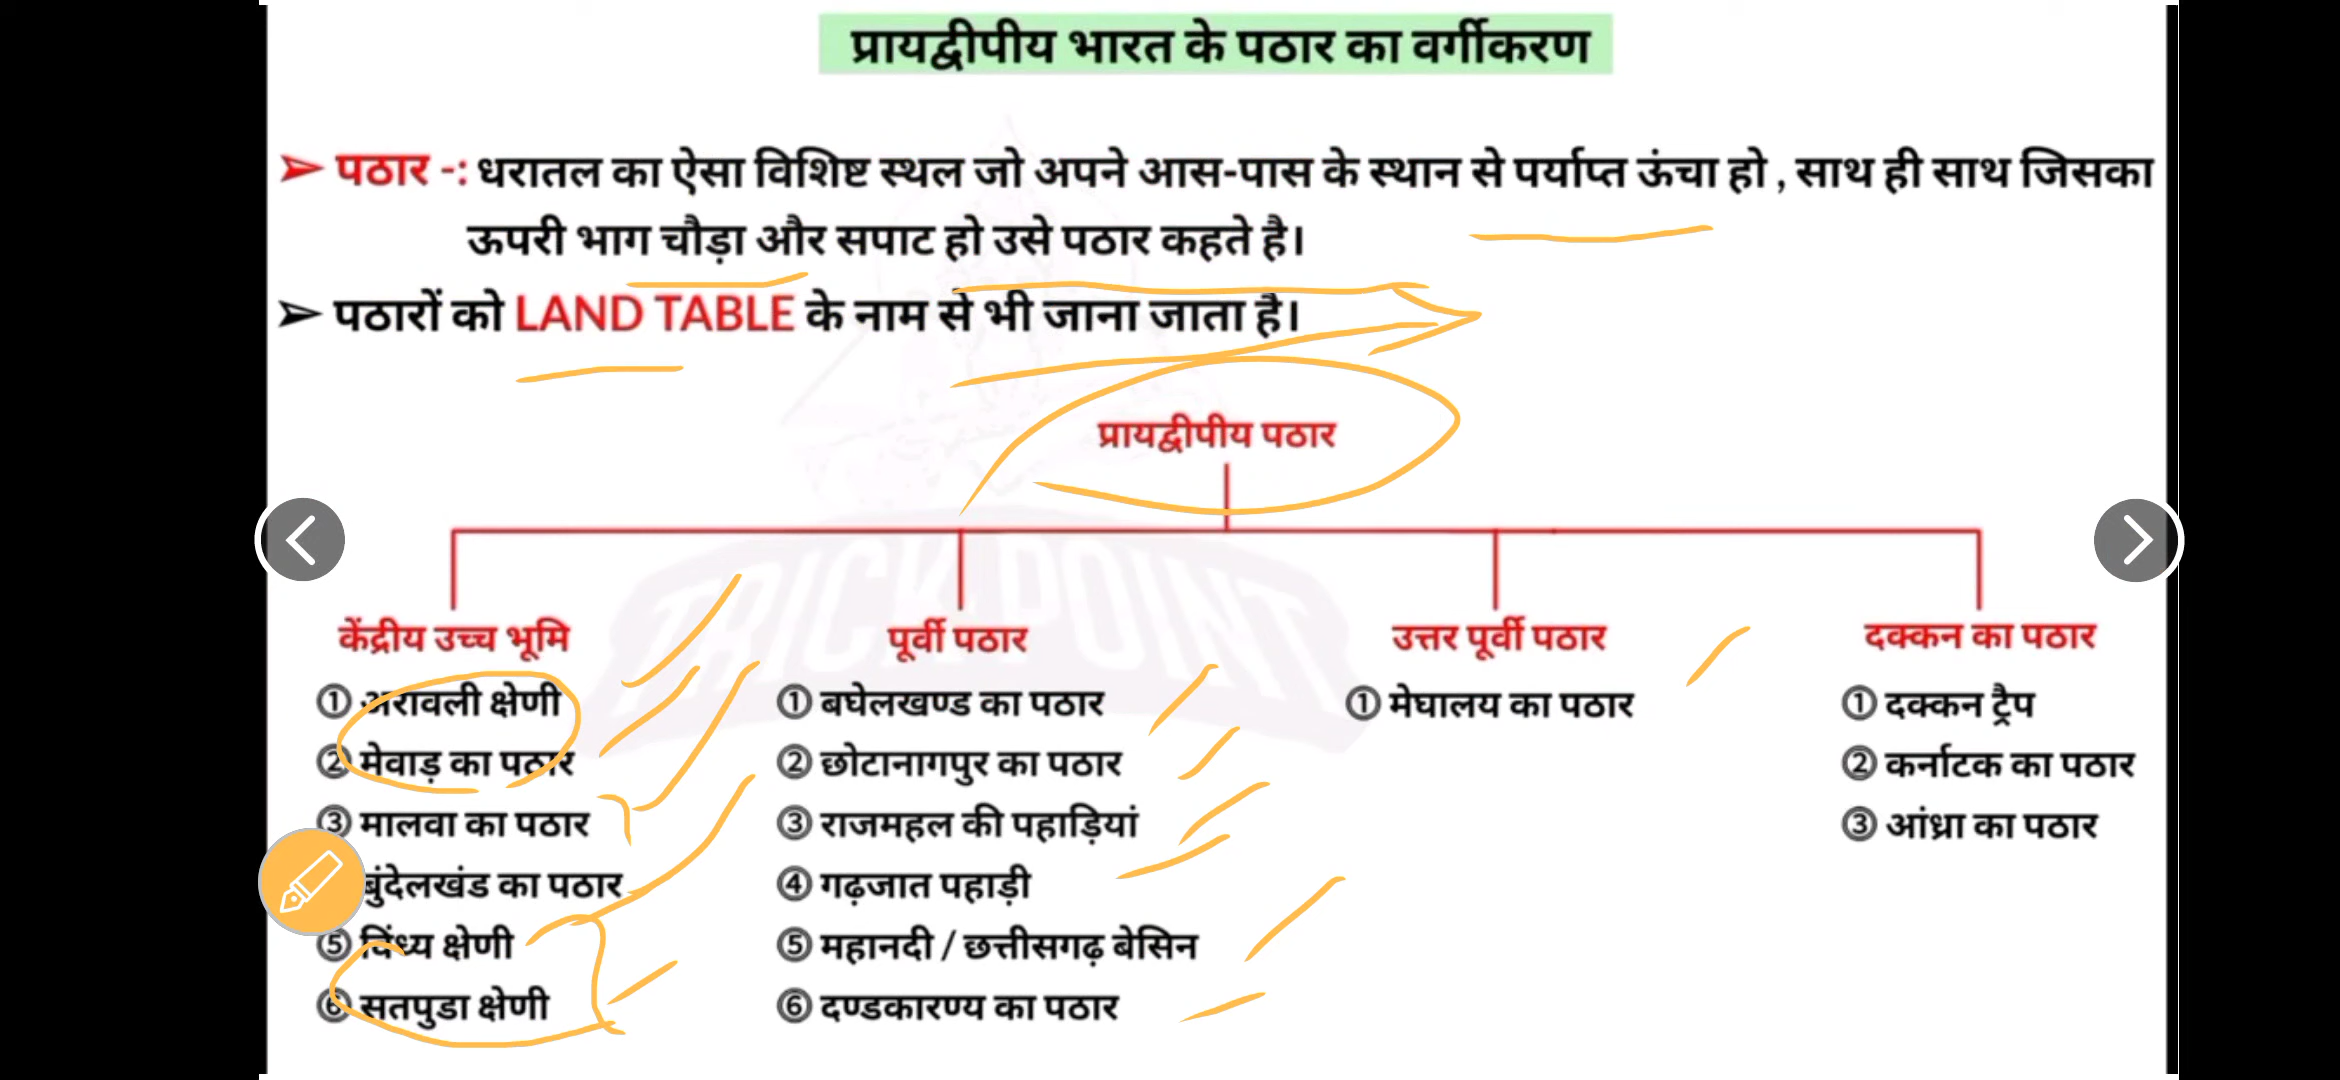 प्रायद्वीपीय भारत के पठार का वर्गीकरण
➢ पठार -: धरातल का ऐसा विशिष्ट स्थल जो अपने आस-पास के स्थान से पर्याप्त ऊंचा हो , साथ ही साथ जिसका
ऊपरी भाग चौड़ा और सपाट हो उसे पठार कहते है।
➢ पठारों को LAND TABLE के नाम से भी जाना जाता है।
प्रायद्वीपीय पठार
TRICK POINT
केंद्रीय उच्च भूमि
① अरावली क्षेणी
② मेवाड़ का पठार
③ मालवा का पठार
बुंदेलखंड का पठार
⑤ विंध्य क्षेणी
⑥ सतपुडा क्षेणी
पूर्वी पठार
① बघेलखण्ड का पठार
② छोटानागपुर का पठार
③ राजमहल की पहाड़ियां
④ गढ़जात पहाड़ी
⑤ महानदी / छत्तीसगढ़ बेसिन
⑥ दण्डकारण्य का पठार
उत्तर पूर्वी पठार
① मेघालय का पठार
दक्कन का पठार
① दक्कन ट्रैप
② कर्नाटक का पठार
③ आंध्रा का पठार